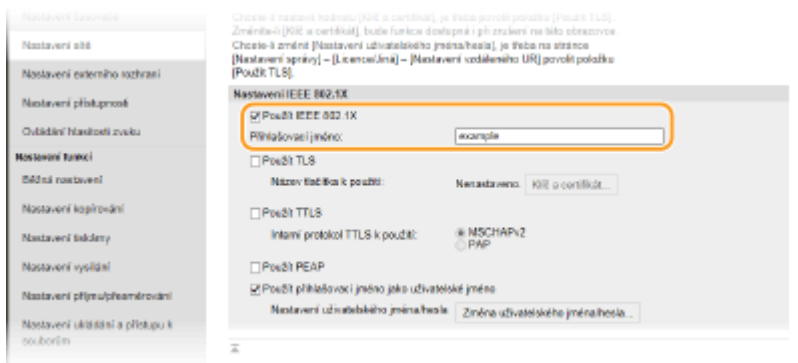 Nastavení sítě
Nastavení externího rozhraní
Nastavení přístupnosti
Ovládání hlasitosti zvuku
Nastavení funkcí
Běžná nastavení
Nastavení kopírování
Nastavení tiskárny
Nastavení vysílání
Nastavení příjmu/přesměrování
Nastavení ukládání a přístupu k
souborům
Chcete-li nastavit hodnotu [Klíč a certifikát], je třeba povolit položku [Použít TLS].
Změníte-li [Klíč a certifikát], bude funkce dostupná i při zrušení na této obrazovce.
Chcete-li změnit [Nastavení uživatelského jména/hesla], je třeba na stránce
[Nastavení správy] – [Licence/Jiná] – [Nastavení vzdáleného UR] povolit položku
[Použít TLS].
Nastavení IEEE 802.1X
Použít IEEE 802.1X
Přihlašovací jméno: example
Použít TLS
Název tlačítka k použití: Nenastaveno. Klíč a certifikát...
Použít TTLS
Interní protokol TTLS k použití: MSCHAPv2
PAP
Použít PEAP
Použít přihlašovací jméno jako uživatelské jméno
Nastavení uživatelského jména/hesla Změna uživatelského jména/hesla...